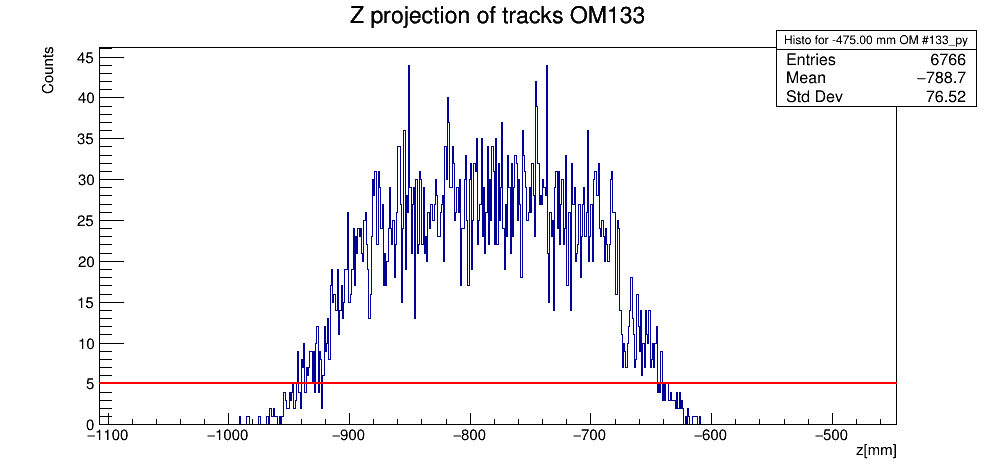 Z projection of tracks OM133
Histo for -475.00 mm OM #133_py
Entries 6766
Mean −788.7
Std Dev 76.52
Counts
45
40
35
30
25
20
15
10
5
0
−1100 −1000 −900 −800 −700 −600 −500
z[mm]